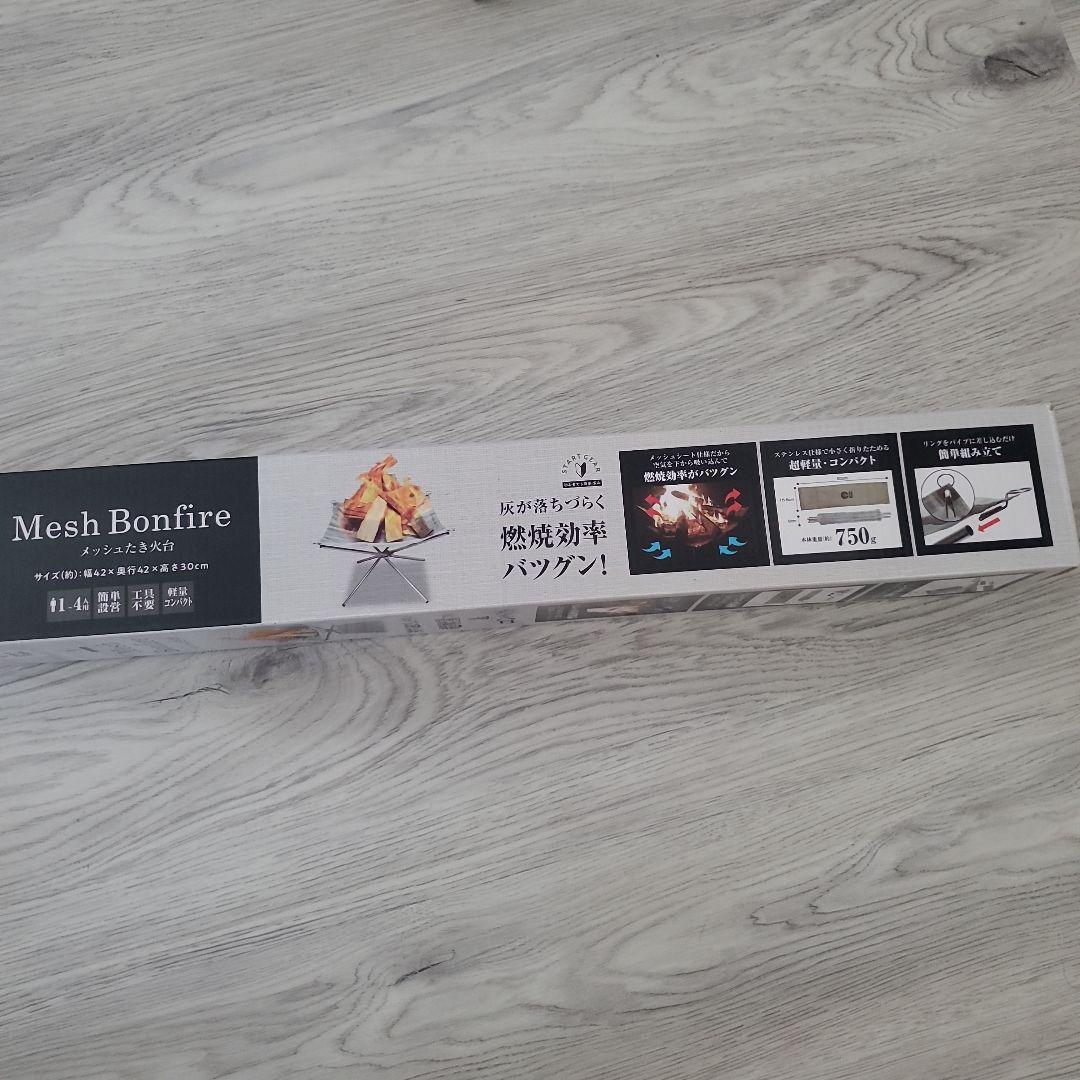 Mesh Bonfire
メッシュたき火台
サイズ(約):幅42×奥行42×高さ30cm
1-4人用
簡単
設営
工具
不要
軽量
コンパクト
START GEAR
灰が落ちづらく
燃焼効率
バツグン!
メッシュシート仕様だから
空気を下から吸い込んで
燃焼効率がバツグン
ステンレス仕様で小さく折りたためる
超軽量・コンパクト
本体重量(約) 750g
リングをパイプに差し込むだけ
簡単組み立て